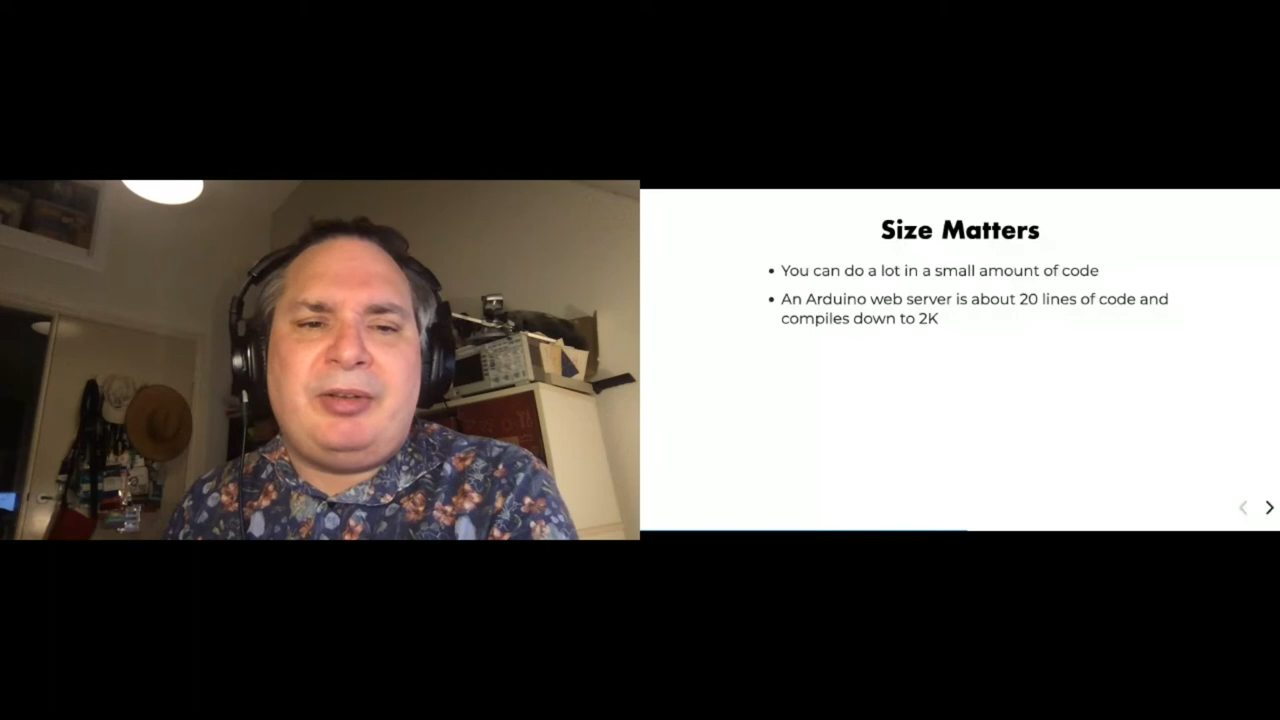 Size Matters
• You can do a lot in a small amount of code
• An Arduino web server is about 20 lines of code and
compiles down to 2K